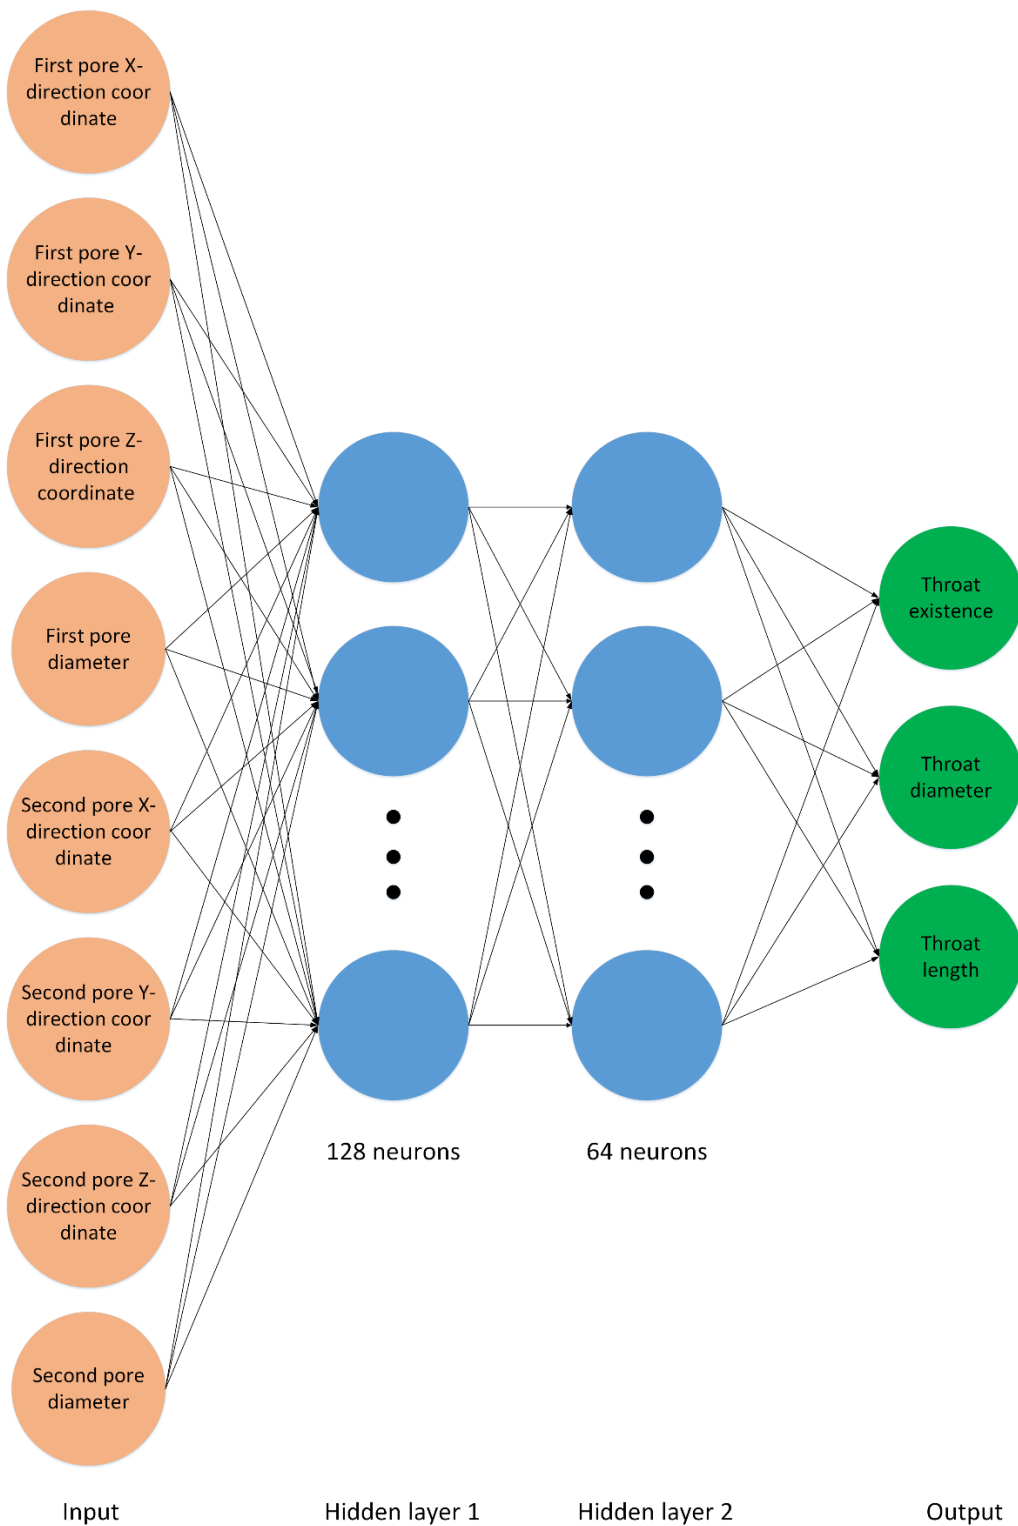 First pore X-
direction coor
dinate
First pore Y-
direction coor
dinate
First pore Z-
direction
coordinate
First pore
diameter
Second pore X-
direction coor
dinate
Second pore Y-
direction coor
dinate
Second pore Z-
direction coor
dinate
Second pore
diameter
Input
128 neurons
Hidden layer 1
64 neurons
Hidden layer 2
Throat
existence
Throat
diameter
Throat
length
Output